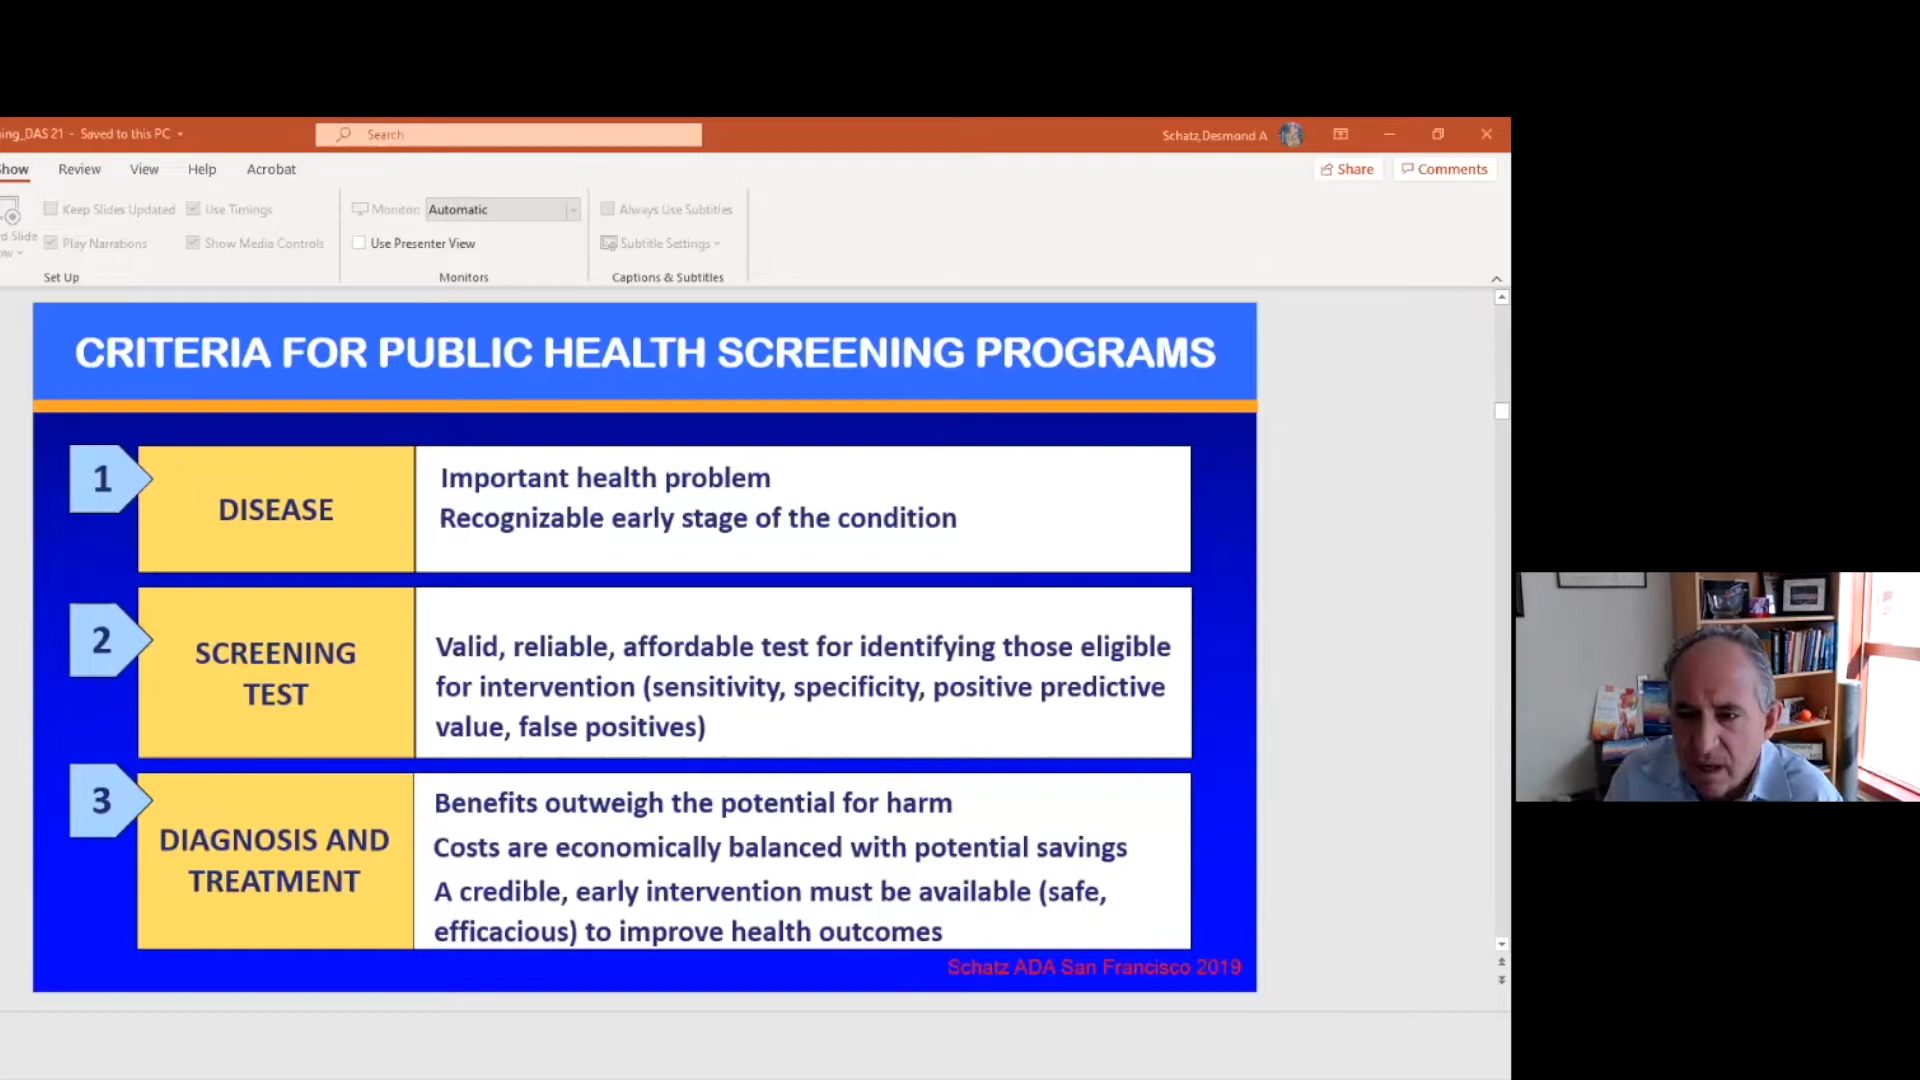 ing_DAS 21 - Saved to this PC
Search
Schatz,Desmond A
Show
Review
View
Help
Acrobat
Share
Comments
Keep Slides Updated
Use Timings
Monitor:
Automatic
Always Use Subtitles
d Slide
Play Narrations
Show Media Controls
Use Presenter View
Subtitle Settings
Set Up
Monitors
Captions & Subtitles
CRITERIA FOR PUBLIC HEALTH SCREENING PROGRAMS
1
DISEASE
Important health problem
Recognizable early stage of the condition
2
SCREENING
TEST
Valid, reliable, affordable test for identifying those eligible
for intervention (sensitivity, specificity, positive predictive
value, false positives)
3
DIAGNOSIS AND
TREATMENT
Benefits outweigh the potential for harm
Costs are economically balanced with potential savings
A credible, early intervention must be available (safe,
efficacious) to improve health outcomes
Schatz ADA San Francisco 2019